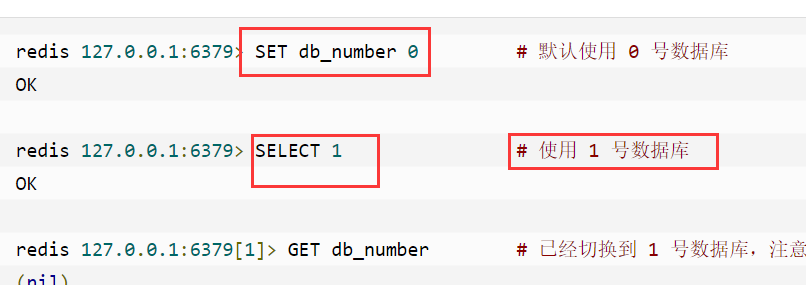 redis 127.0.0.1:6379> SET db_number 0 # 默认使用 0 号数据库
OK
redis 127.0.0.1:6379> SELECT 1 # 使用 1 号数据库
OK
redis 127.0.0.1:6379[1]> GET db_number # 已经切换到 1 号数据库，注意
(nil)